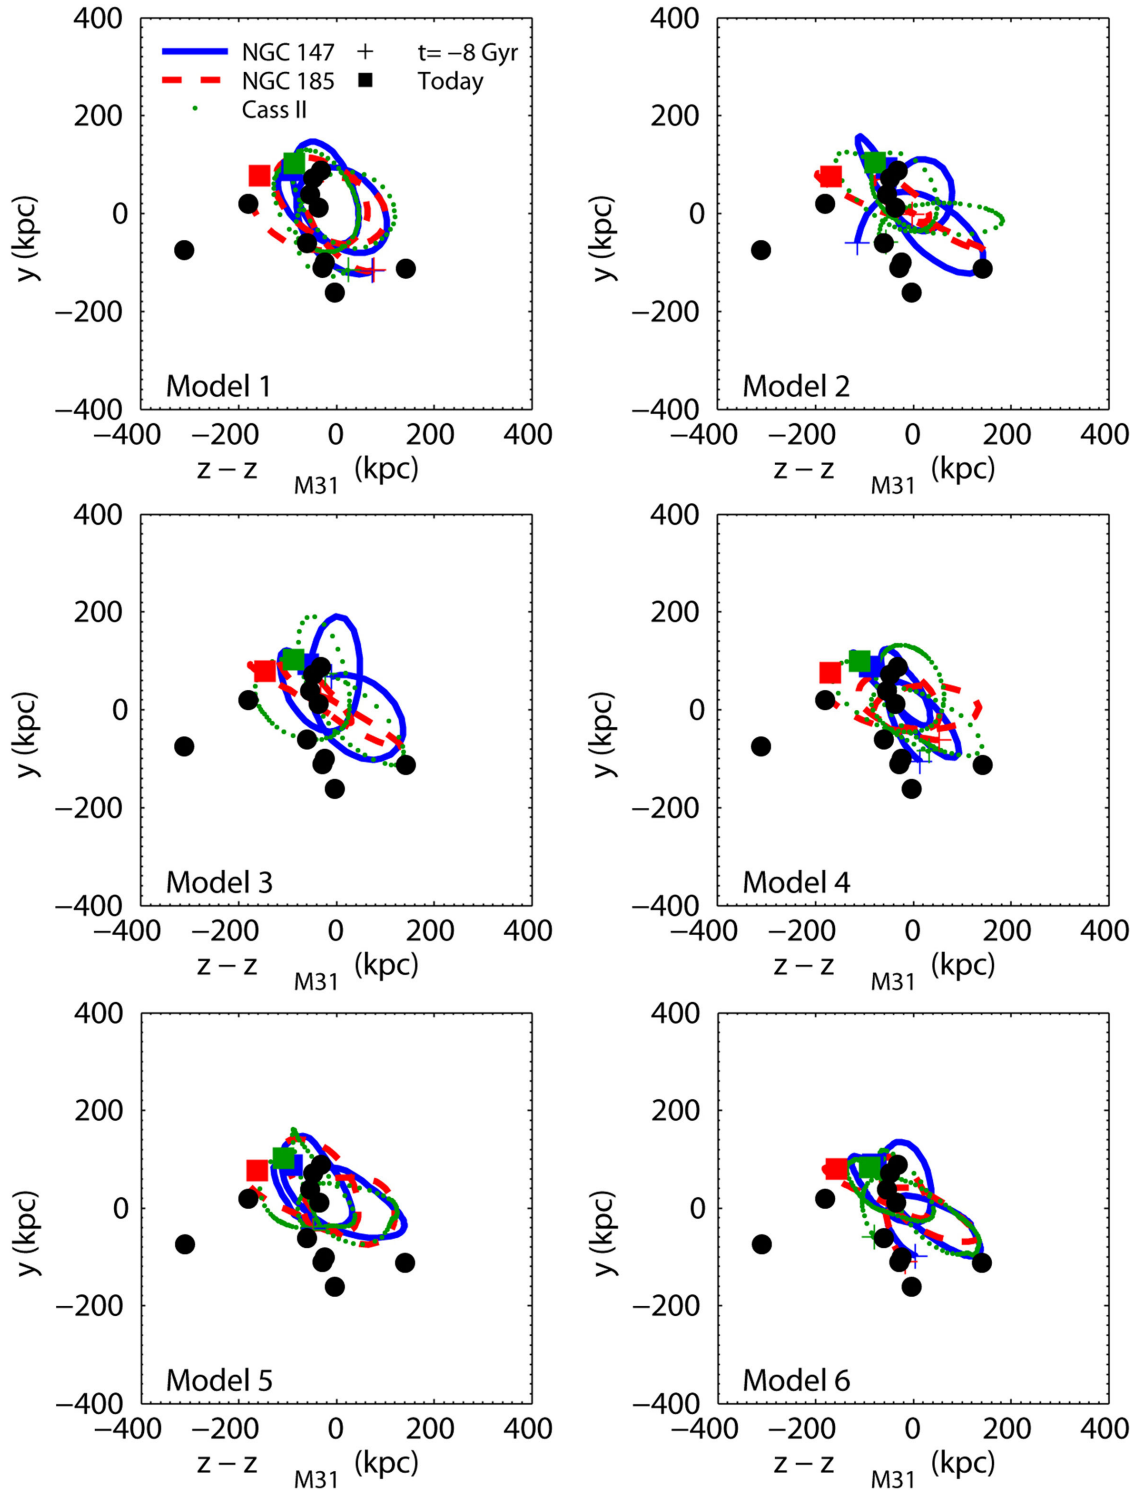 400
200
0
−200
−400
y (kpc)
NGC 147
t= −8 Gyr
NGC 185
Today
Cass II
Model 1
−400 −200 0 200 400
z − z M31 (kpc)
400
200
0
−200
−400
y (kpc)
Model 2
−400 −200 0 200 400
z − z M31 (kpc)
400
200
0
−200
−400
y (kpc)
Model 3
−400 −200 0 200 400
z − z M31 (kpc)
400
200
0
−200
−400
y (kpc)
Model 4
−400 −200 0 200 400
z − z M31 (kpc)
400
200
0
−200
−400
y (kpc)
Model 5
−400 −200 0 200 400
z − z M31 (kpc)
400
200
0
−200
−400
y (kpc)
Model 6
−400 −200 0 200 400
z − z M31 (kpc)